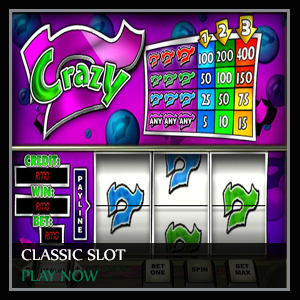 Crazy
7
1 2 3
100 200 400
50 100 150
25 50 75
ANY ANY ANY 5 10 15
CREDIT:
WIN:
BET:
PAYLINE
CLASSIC SLOT
PLAY NOW
BET ONE
SPIN
BET MAX